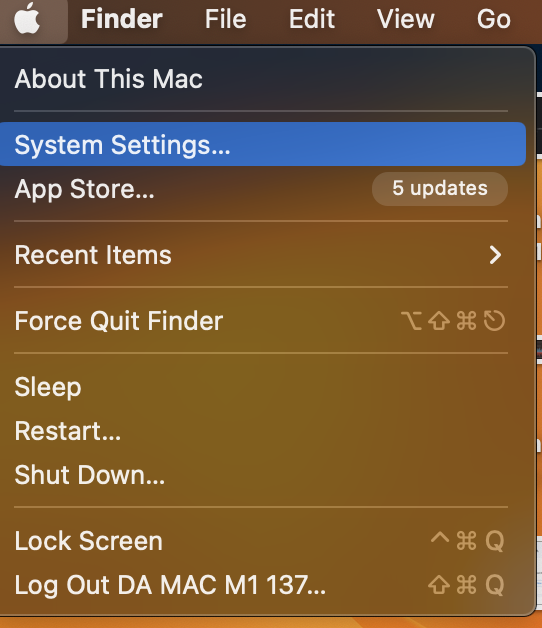 Finder File Edit View Go
About This Mac
System Settings...
App Store... 5 updates
Recent Items
Force Quit Finder ⌥⇧⌘⎋
Sleep
Restart...
Shut Down...
Lock Screen ^⌘Q
Log Out DA MAC M1 137... ⇧⌘Q